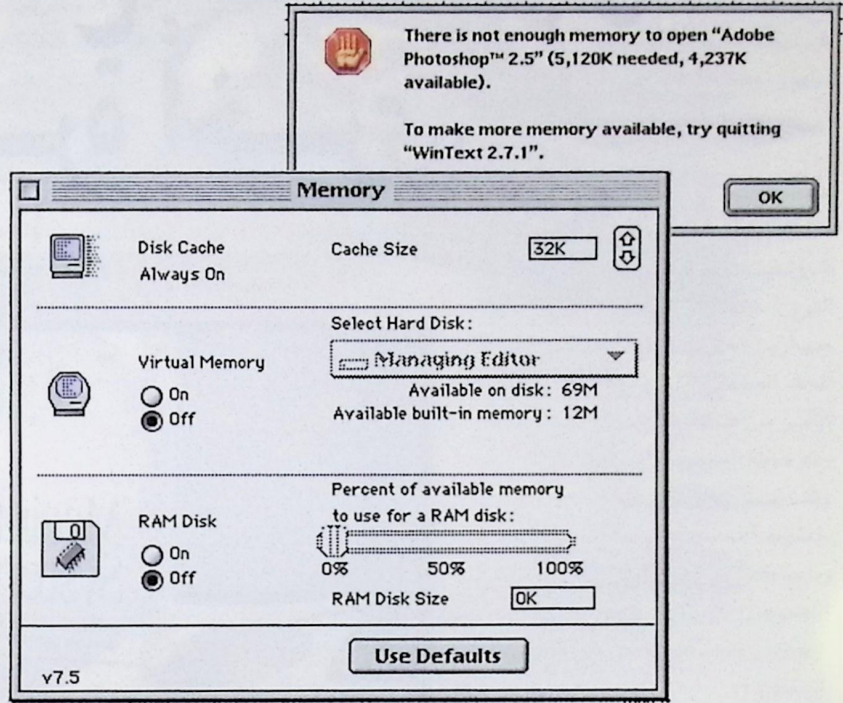 There is not enough memory to open “Adobe
Photoshop™ 2.5” (5,120K needed, 4,237K
available).
To make more memory available, try quitting
“WinText 2.7.1”.
OK
Memory
Disk Cache
Always On
Cache Size
32K
Select Hard Disk:
Managing Editor
Virtual Memory
On
Off
Available on disk: 69M
Available built-in memory: 12M
Percent of available memory
to use for a RAM disk:
RAM Disk
On
Off
0% 50% 100%
RAM Disk Size
0K
Use Defaults
v7.5